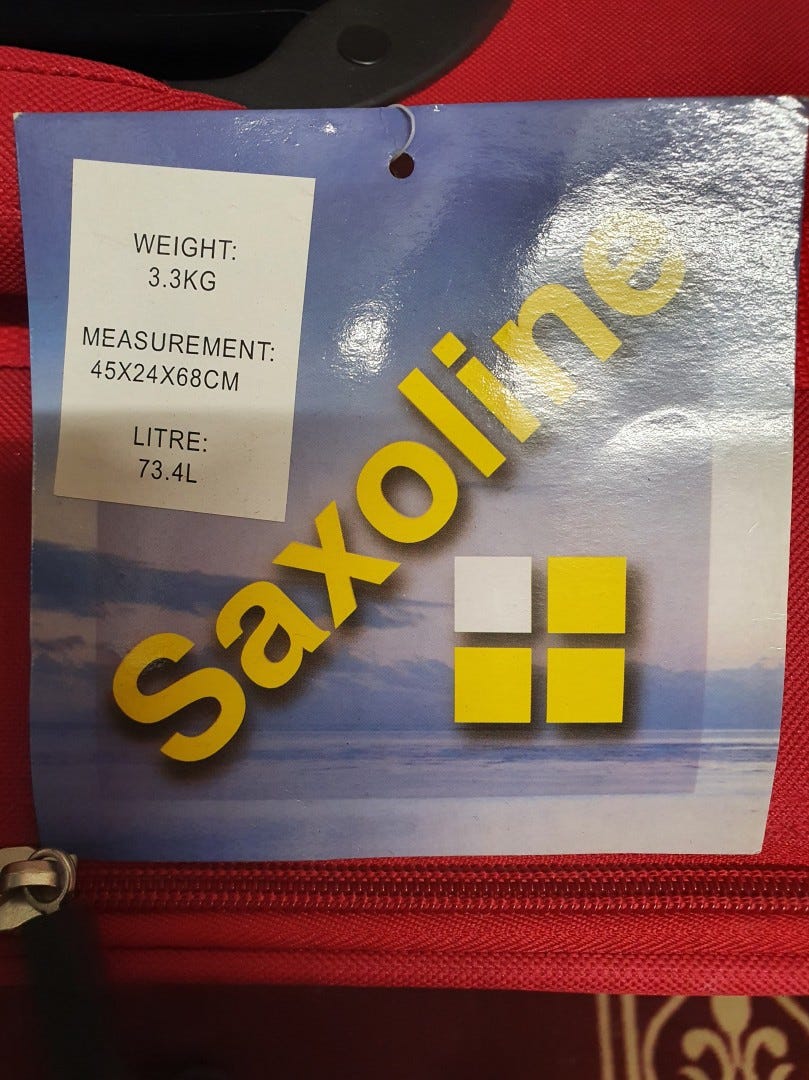 WEIGHT:
3.3KG
MEASUREMENT:
45X24X68CM
LITRE:
73.4L
Saxoline